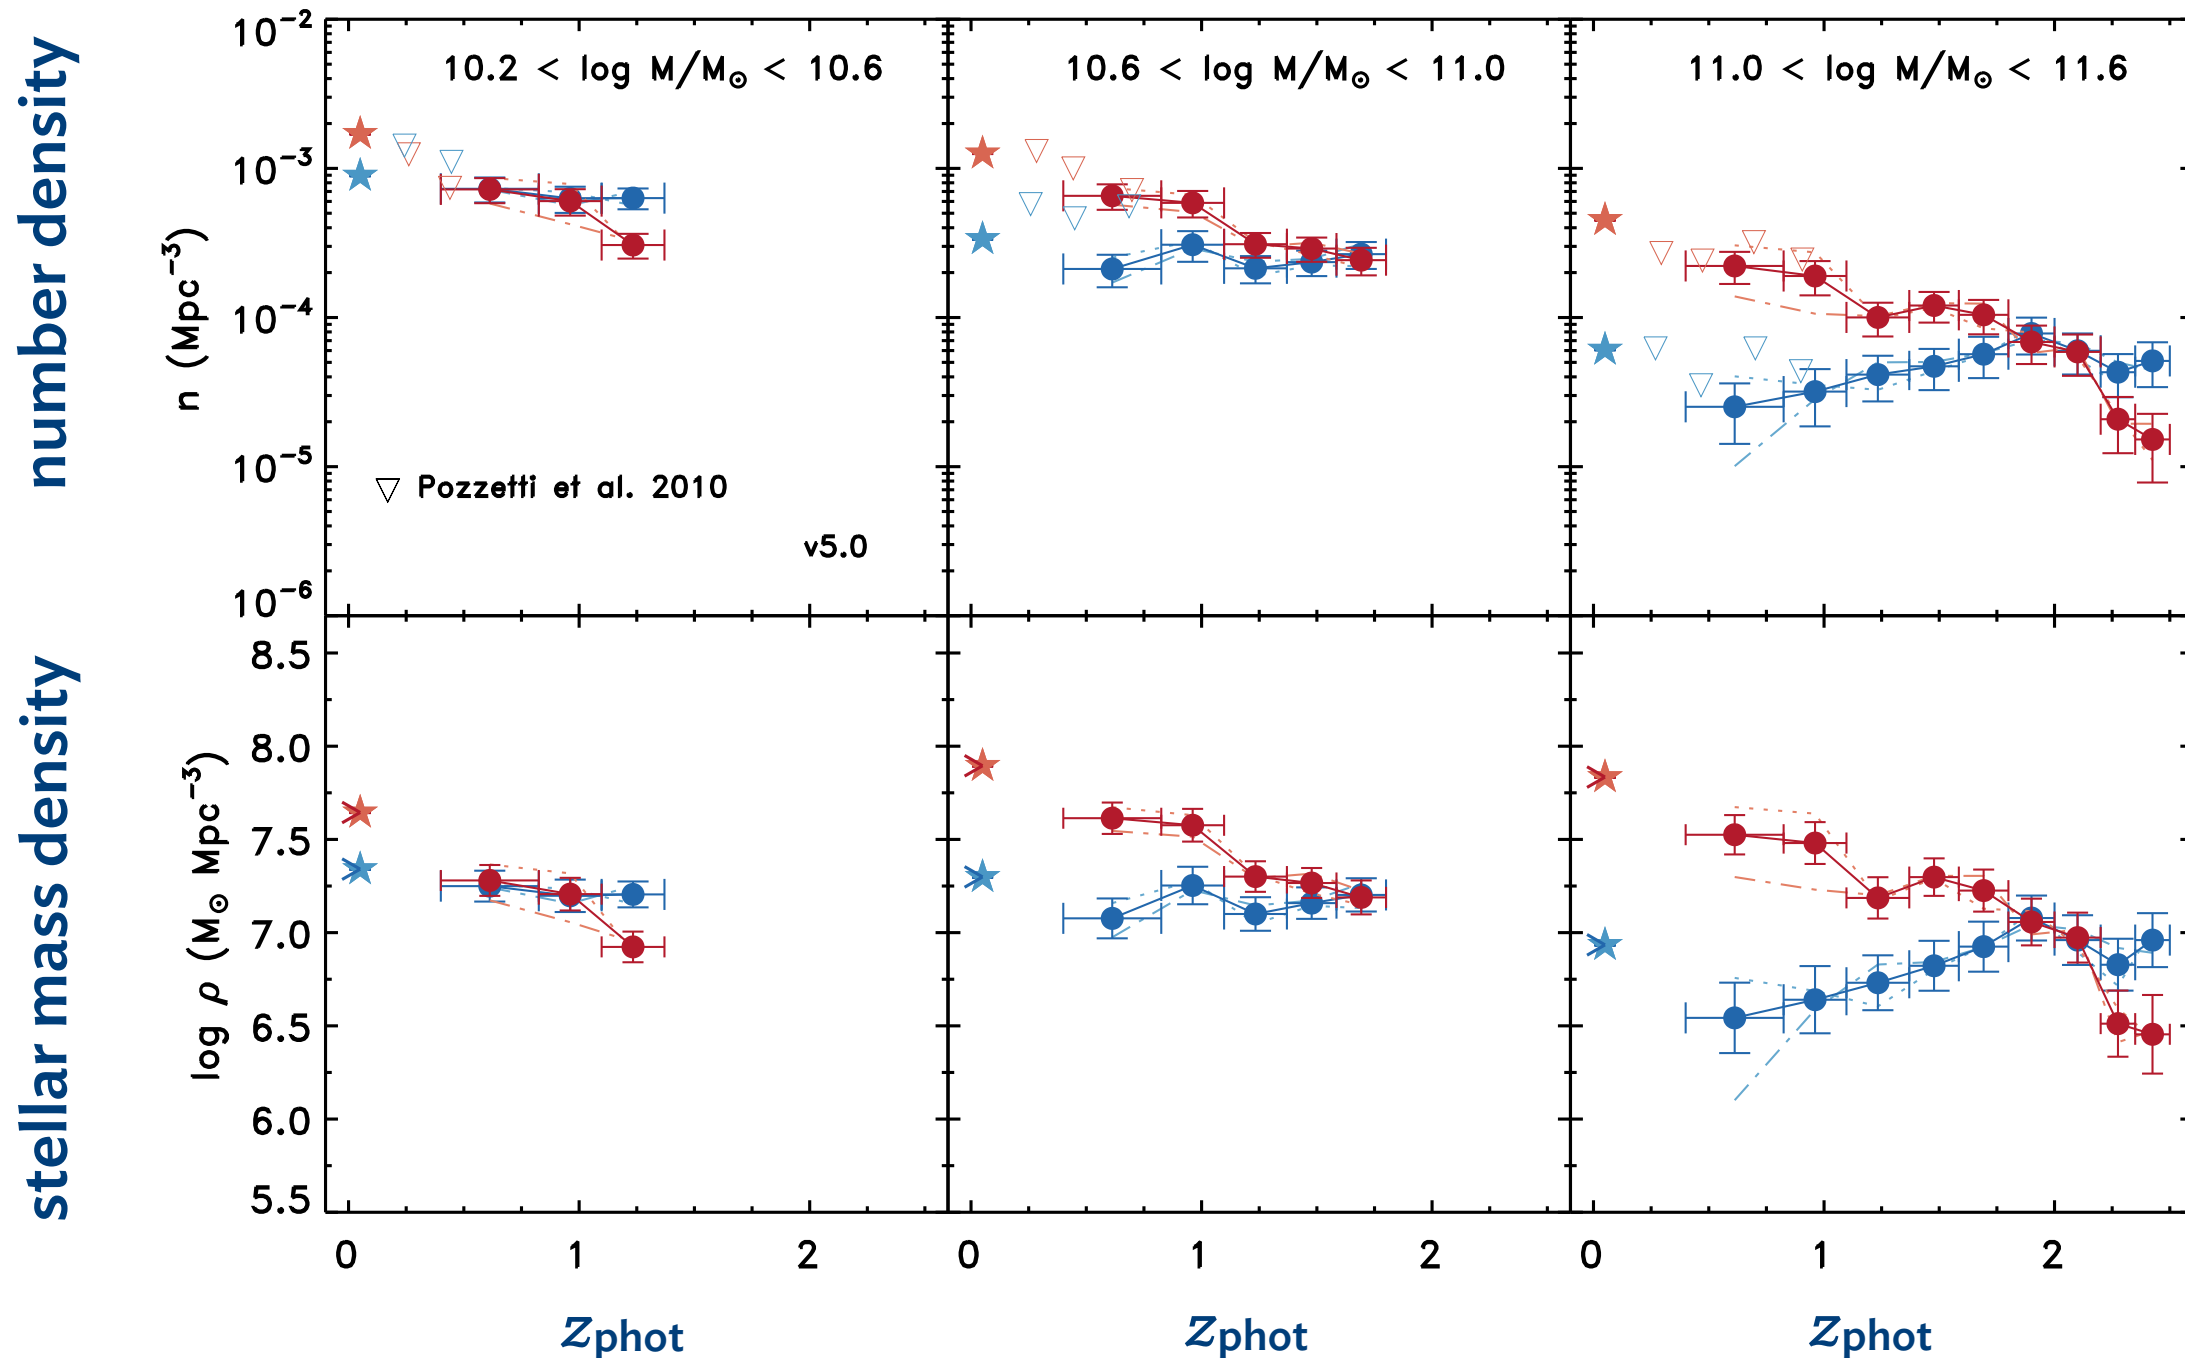 number density
n (Mpc⁻³)
10⁻²
10⁻³
10⁻⁴
10⁻⁵
10⁻⁶
10.2 < log M/M☉ < 10.6
10.6 < log M/M☉ < 11.0
11.0 < log M/M☉ < 11.6
▽ Pozzetti et al. 2010
v5.0
stellar mass density
log ρ (M☉ Mpc⁻³)
8.5
8.0
7.5
7.0
6.5
6.0
5.5
0 1 2
0 1 2
0 1 2
zphot
zphot
zphot